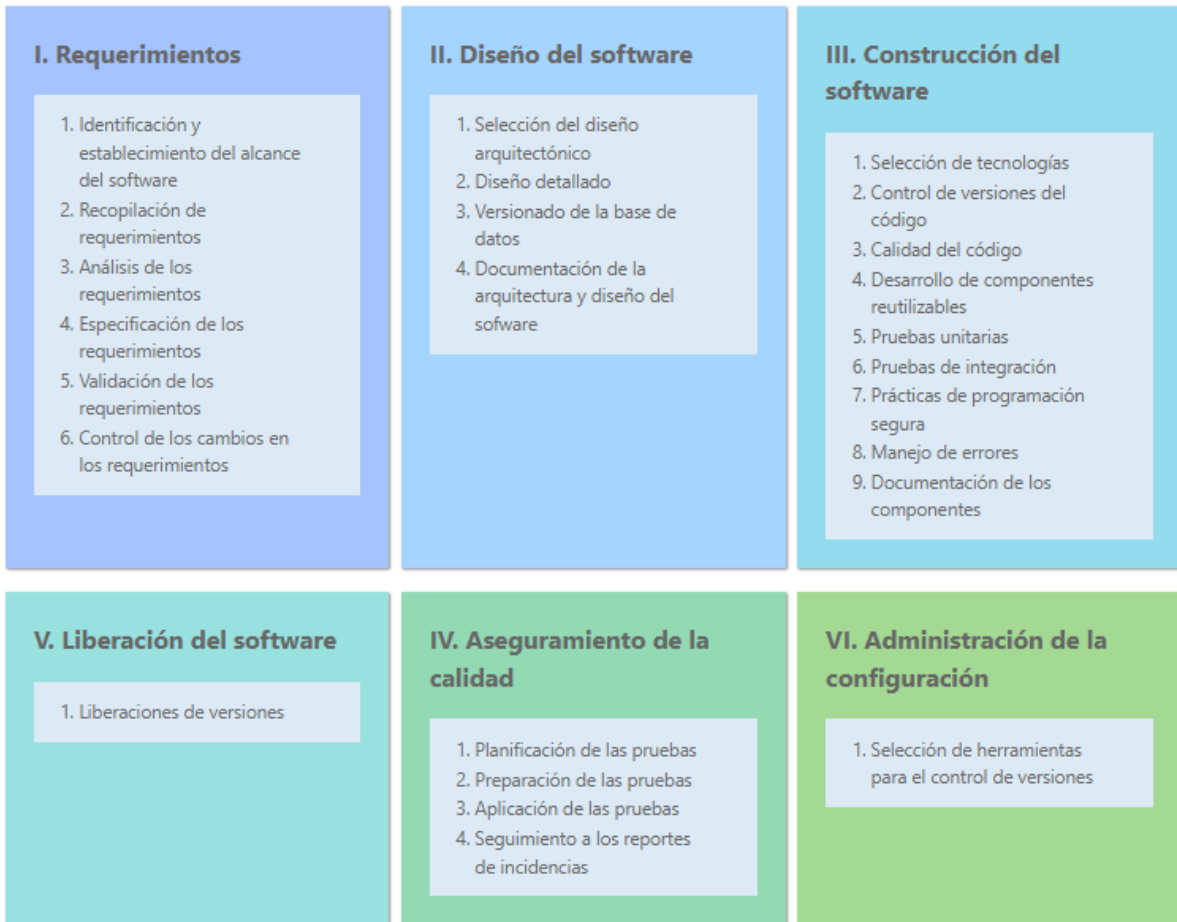 I. Requerimientos
1. Identificación y
establecimiento del alcance
del software
2. Recopilación de
requerimientos
3. Análisis de los
requerimientos
4. Especificación de los
requerimientos
5. Validación de los
requerimientos
6. Control de los cambios en
los requerimientos
II. Diseño del software
1. Selección del diseño
arquitectónico
2. Diseño detallado
3. Versionado de la base de
datos
4. Documentación de la
arquitectura y diseño del
sofware
III. Construcción del
software
1. Selección de tecnologías
2. Control de versiones del
código
3. Calidad del código
4. Desarrollo de componentes
reutilizables
5. Pruebas unitarias
6. Pruebas de integración
7. Prácticas de programación
segura
8. Manejo de errores
9. Documentación de los
componentes
V. Liberación del software
1. Liberaciones de versiones
IV. Aseguramiento de la
calidad
1. Planificación de las pruebas
2. Preparación de las pruebas
3. Aplicación de las pruebas
4. Seguimiento a los reportes
de incidencias
VI. Administración de la
configuración
1. Selección de herramientas
para el control de versiones